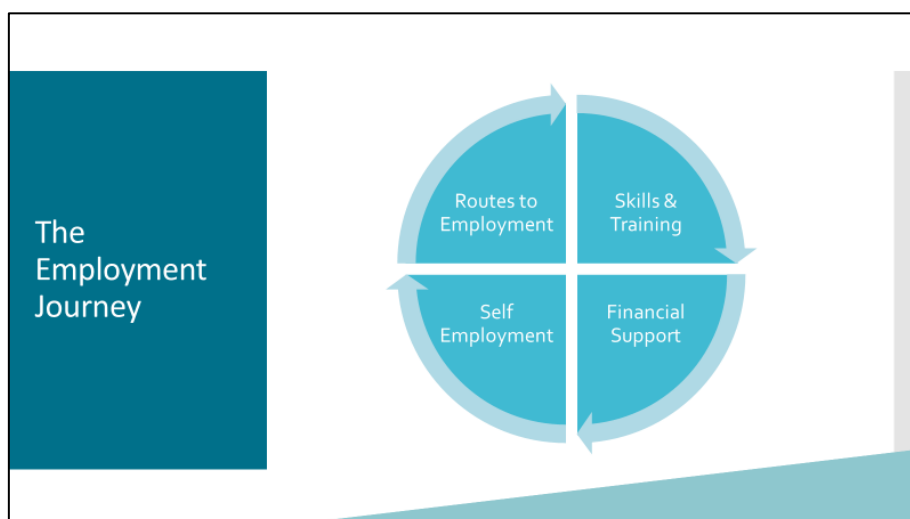 The
Employment
Journey
Routes to
Employment
Skills &
Training
Self
Employment
Financial
Support